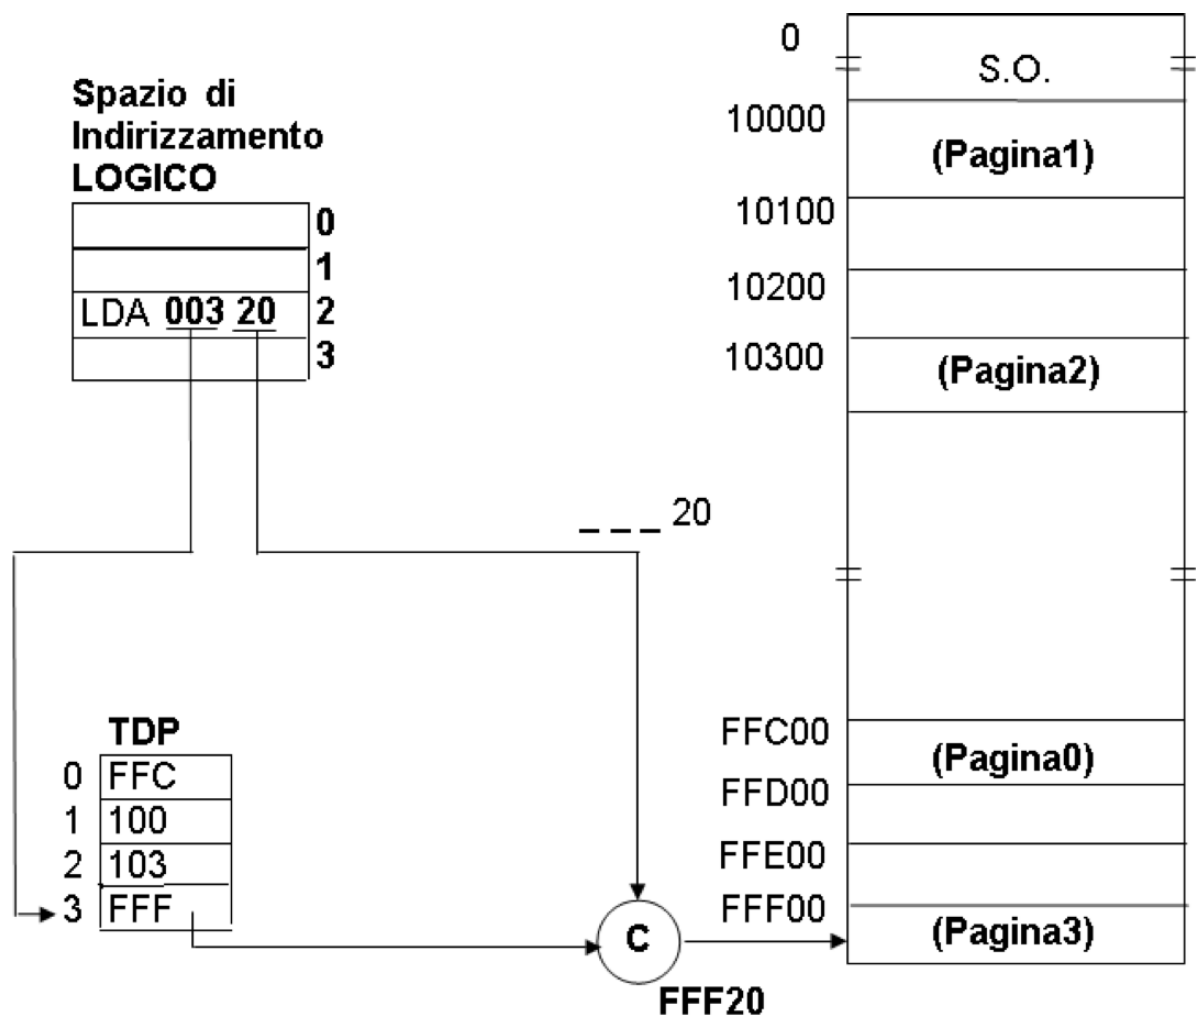 Spazio di
Indirizzamento
LOGICO
0
1
LDA 003 20 2
3
0
S.O.
10000
(Pagina1)
10100
10200
10300
(Pagina2)
_ _ _ 20
TDP
0 FFC
1 100
2 103
3 FFF
C
FFF20
FFC00
(Pagina0)
FFD00
FFE00
FFF00
(Pagina3)